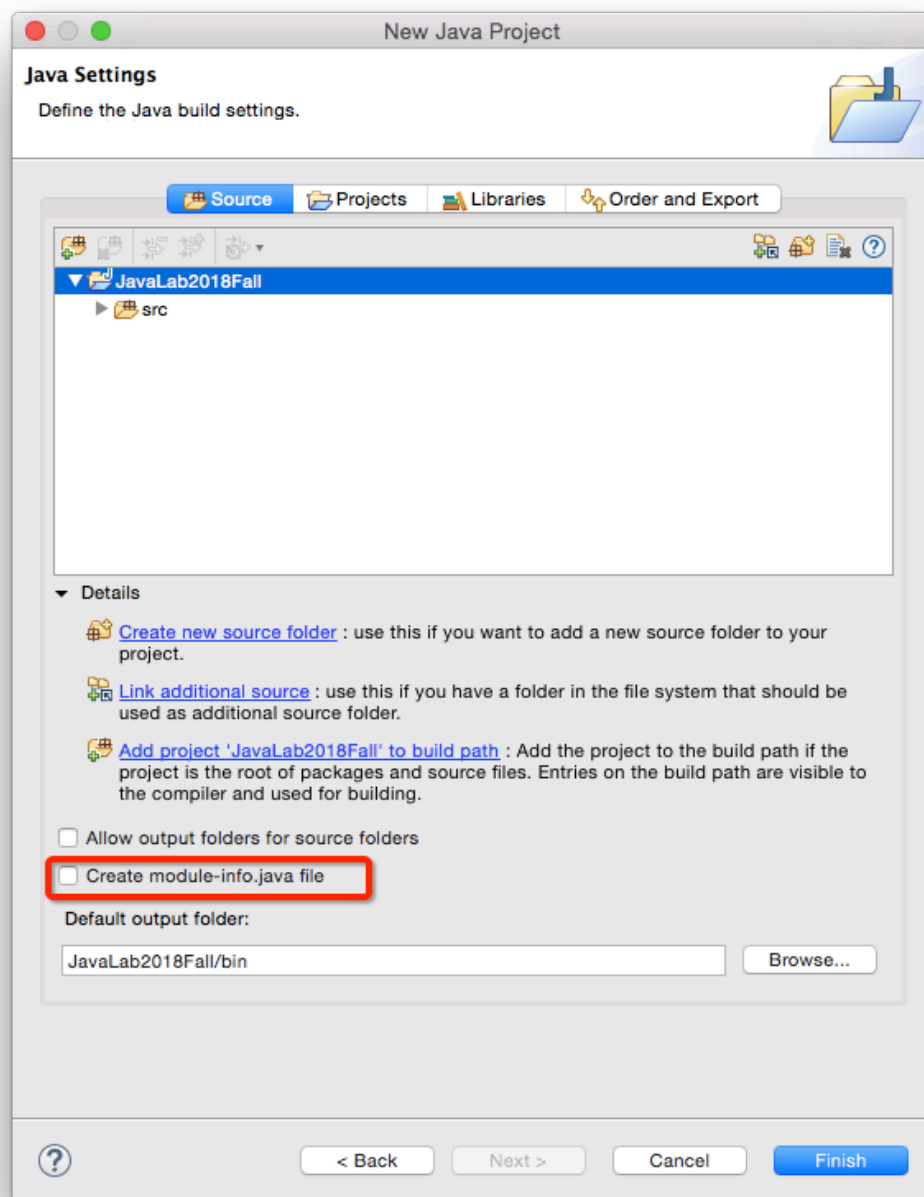 New Java Project
Java Settings
Define the Java build settings.
Source Projects Libraries Order and Export
JavaLab2018Fall
src
Details
Create new source folder : use this if you want to add a new source folder to your
project.
Link additional source : use this if you have a folder in the file system that should be
used as additional source folder.
Add project 'JavaLab2018Fall' to build path : Add the project to the build path if the
project is the root of packages and source files. Entries on the build path are visible to
the compiler and used for building.
Allow output folders for source folders
Create module-info.java file
Default output folder:
JavaLab2018Fall/bin Browse...
? < Back Next > Cancel Finish